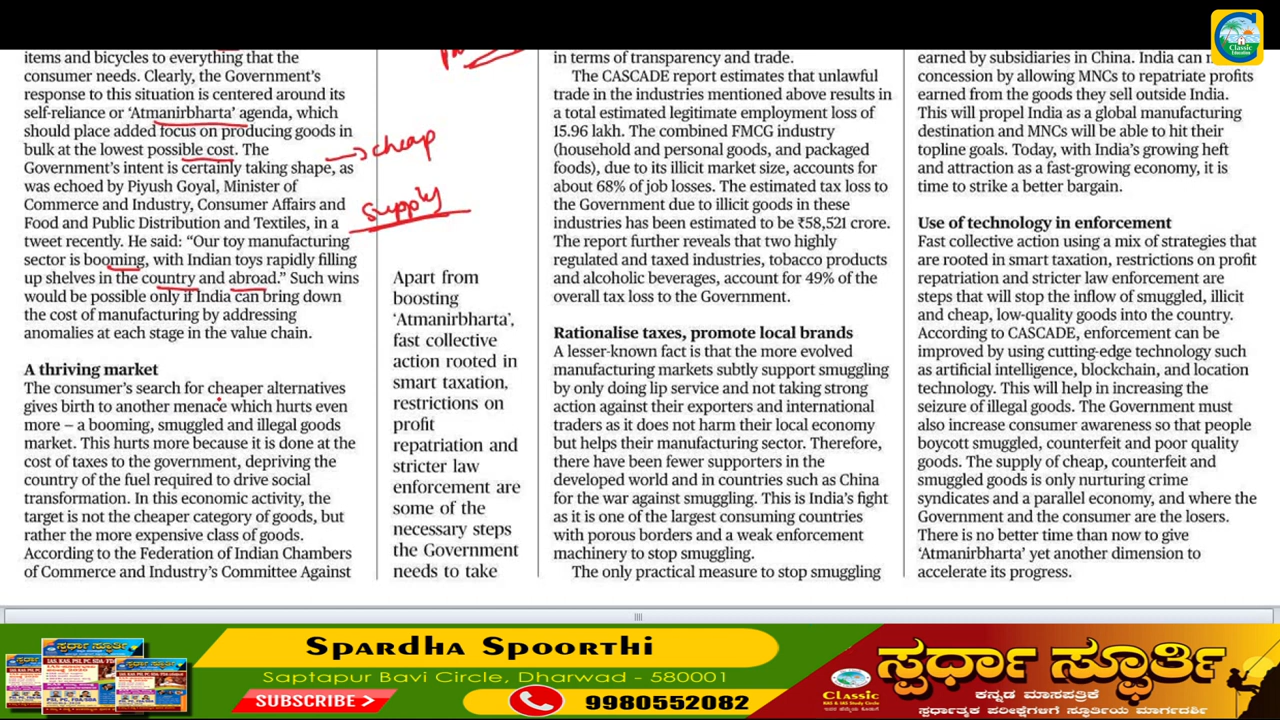 items and bicycles to everything that the
consumer needs. Clearly, the Government's
response to this situation is centered around its
self-reliance or 'Atmanirbharta' agenda, which
should place added focus on producing goods in
bulk at the lowest possible cost. The
Government's intent is certainly taking shape, as
was echoed by Piyush Goyal, Minister of
Commerce and Industry, Consumer Affairs and
Food and Public Distribution and Textiles, in a
tweet recently. He said: "Our toy manufacturing
sector is booming, with Indian toys rapidly filling
up shelves in the country and abroad." Such wins
would be possible only if India can bring down
the cost of manufacturing by addressing
anomalies at each stage in the value chain.
A thriving market
The consumer's search for cheaper alternatives
gives birth to another menace which hurts even
more – a booming, smuggled and illegal goods
market. This hurts more because it is done at the
cost of taxes to the government, depriving the
country of the fuel required to drive social
transformation. In this economic activity, the
target is not the cheaper category of goods, but
rather the more expensive class of goods.
According to the Federation of Indian Chambers
of Commerce and Industry's Committee Against
cheap
supply
Apart from
boosting
'Atmanirbharta',
fast collective
action rooted in
smart taxation,
restrictions on
profit
repatriation and
stricter law
enforcement are
some of the
necessary steps
the Government
needs to take
in terms of transparency and trade.
The CASCADE report estimates that unlawful
trade in the industries mentioned above results in
a total estimated legitimate employment loss of
15.96 lakh. The combined FMCG industry
(household and personal goods, and packaged
foods), due to its illicit market size, accounts for
about 68% of job losses. The estimated tax loss to
the Government due to illicit goods in these
industries has been estimated to be ₹58,521 crore.
The report further reveals that two highly
regulated and taxed industries, tobacco products
and alcoholic beverages, account for 49% of the
overall tax loss to the Government.
Rationalise taxes, promote local brands
A lesser-known fact is that the more evolved
manufacturing markets subtly support smuggling
by only doing lip service and not taking strong
action against their exporters and international
traders as it does not harm their local economy
but helps their manufacturing sector. Therefore,
there have been fewer supporters in the
developed world and in countries such as China
for the war against smuggling. This is India's fight
as it is one of the largest consuming countries
with porous borders and a weak enforcement
machinery to stop smuggling.
The only practical measure to stop smuggling
earned by subsidiaries in China. India can
concession by allowing MNCs to repatriate profits
earned from the goods they sell outside India.
This will propel India as a global manufacturing
destination and MNCs will be able to hit their
topline goals. Today, with India's growing heft
and attraction as a fast-growing economy, it is
time to strike a better bargain.
Use of technology in enforcement
Fast collective action using a mix of strategies that
are rooted in smart taxation, restrictions on profit
repatriation and stricter law enforcement are
steps that will stop the inflow of smuggled, illicit
and cheap, low-quality goods into the country.
According to CASCADE, enforcement can be
improved by using cutting-edge technology such
as artificial intelligence, blockchain, and location
technology. This will help in increasing the
seizure of illegal goods. The Government must
also increase consumer awareness so that people
boycott smuggled, counterfeit and poor quality
goods. The supply of cheap, counterfeit and
smuggled goods is only nurturing crime
syndicates and a parallel economy, and where the
Government and the consumer are the losers.
There is no better time than now to give
'Atmanirbharta' yet another dimension to
accelerate its progress.
Classic
Education
Spardha Spoorthi
Saptapur Bavi Circle, Dharwad - 580001
SUBSCRIBE
9980552082
ಸ್ಪರ್ಧಾ ಸ್ಫೂರ್ತಿ
ಕನ್ನಡ ಮಾಸಪತ್ರಿಕೆ
ಸ್ಪರ್ಧಾತ್ಮಕ ಪರೀಕ್ಷೆಗಳಿಗೆ ಸ್ಫೂರ್ತಿಯ ಮಾರ್ಗದರ್ಶಿ
Classic
KAS & IAS Study Circle